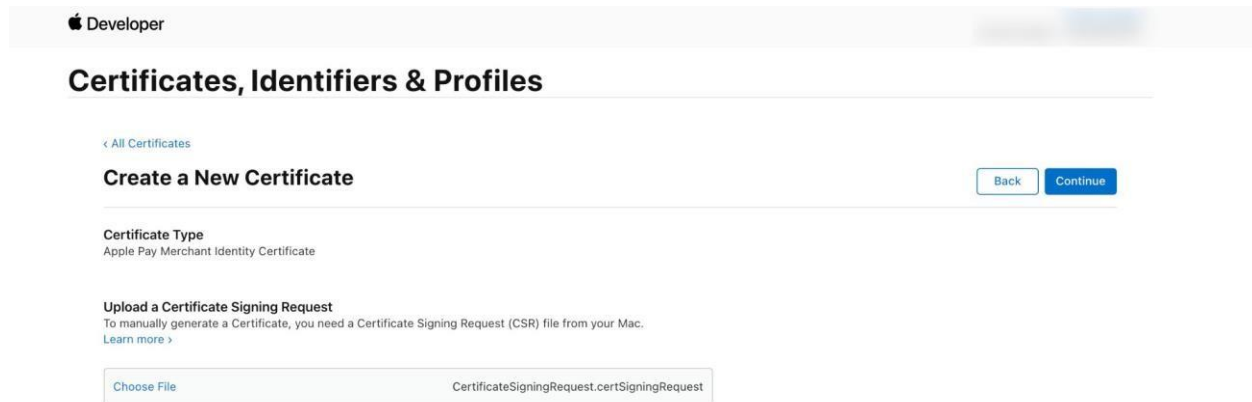 Developer
Certificates, Identifiers & Profiles
‹ All Certificates
Create a New Certificate
Back
Continue
Certificate Type
Apple Pay Merchant Identity Certificate
Upload a Certificate Signing Request
To manually generate a Certificate, you need a Certificate Signing Request (CSR) file from your Mac.
Learn more ›
Choose File
CertificateSigningRequest.certSigningRequest